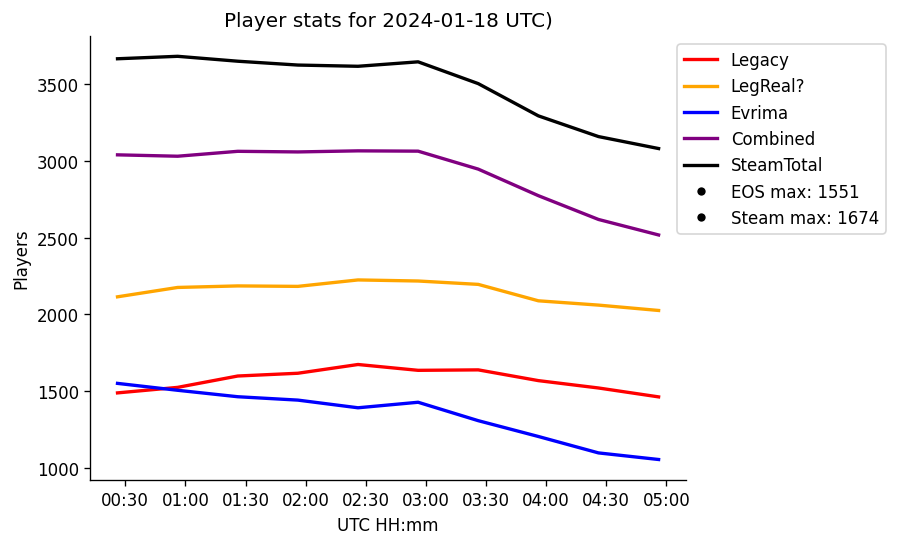 Player stats for 2024-01-18 UTC)
Legacy
LegReal?
Evrima
Combined
SteamTotal
EOS max: 1551
Steam max: 1674
Players
3500
3000
2500
2000
1500
1000
00:30 01:00 01:30 02:00 02:30 03:00 03:30 04:00 04:30 05:00
UTC HH:mm